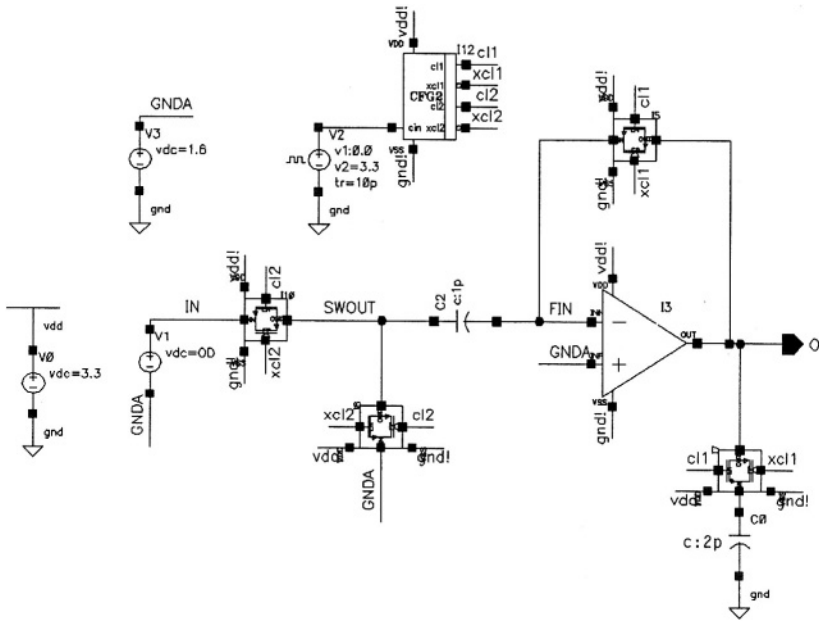 vdd!
VDD
I12
cl1
cl1
xcl1
xcl1
CFG2
cl2
cl2
cin
xcl2
xcl2
VSS
gnd!
GNDA
V3
vdc=1.6
gnd
V2
v1:0.0
v2=3.3
tr=10p
gnd
vdd!
cl1
I5
gnd!
xcl1
vdd!
cl2
I10
IN
SWOUT
C2
c:1p
FIN
vdd!
VDD
I3
OUT
O
GNDA
VSS
gnd!
vdd
V0
vdc=3.3
gnd
V1
vdc=OD
GNDA
gnd!
xcl2
xcl2
cl2
vdd
gnd!
GNDA
cl1
xcl1
vdd!
gnd!
C0
c:2p
gnd